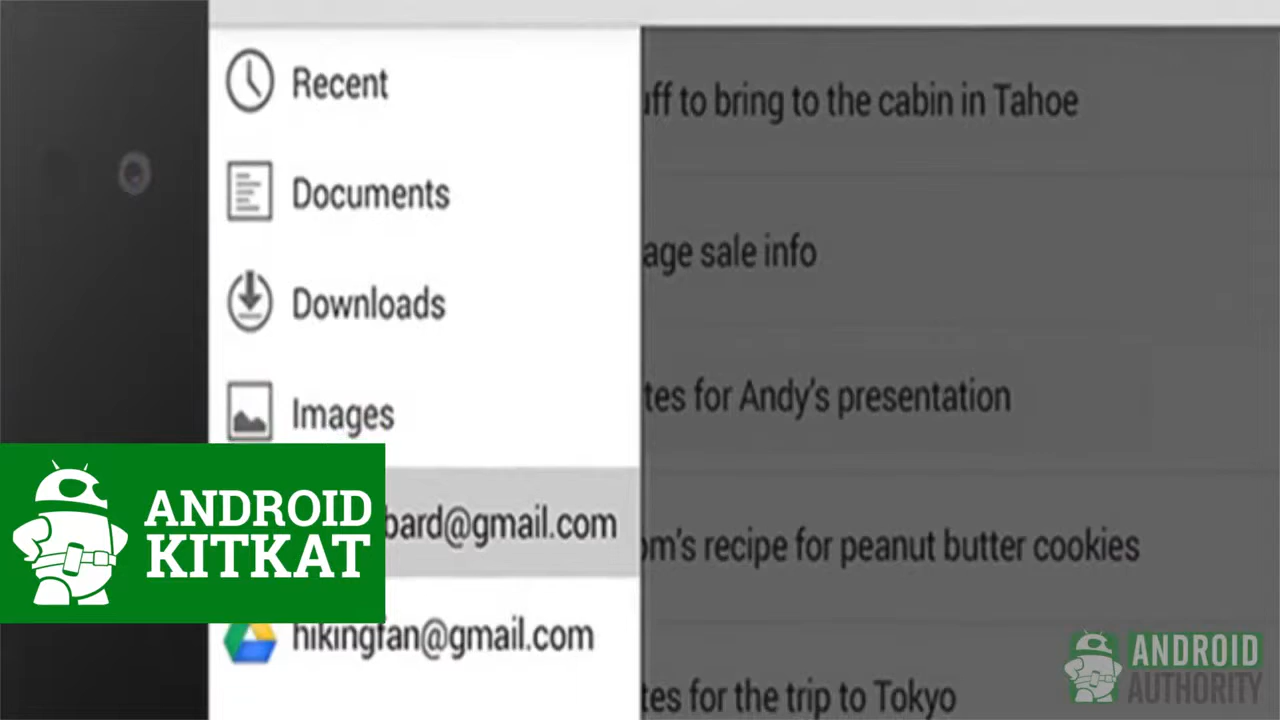 Recent
Documents
Downloads
Images
bard@gmail.com
hikingfan@gmail.com
uff to bring to the cabin in Tahoe
age sale info
tes for Andy's presentation
om's recipe for peanut butter cookies
tes for the trip to Tokyo
ANDROID
KITKAT
ANDROID
AUTHORITY